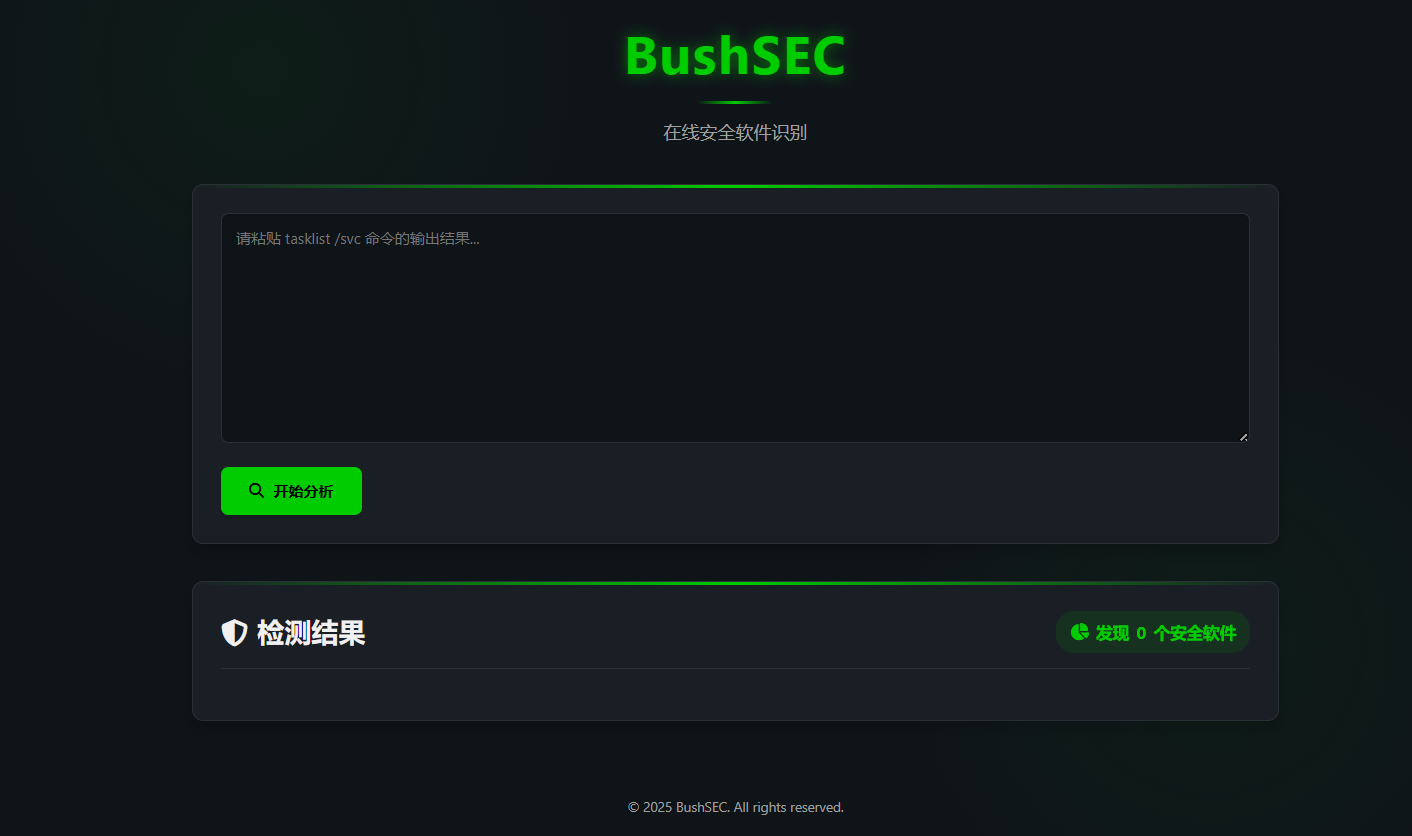 BushSEC
在线安全软件识别
请粘贴 tasklist /svc 命令的输出结果...
开始分析
检测结果
发现 0 个安全软件
© 2025 BushSEC. All rights reserved.